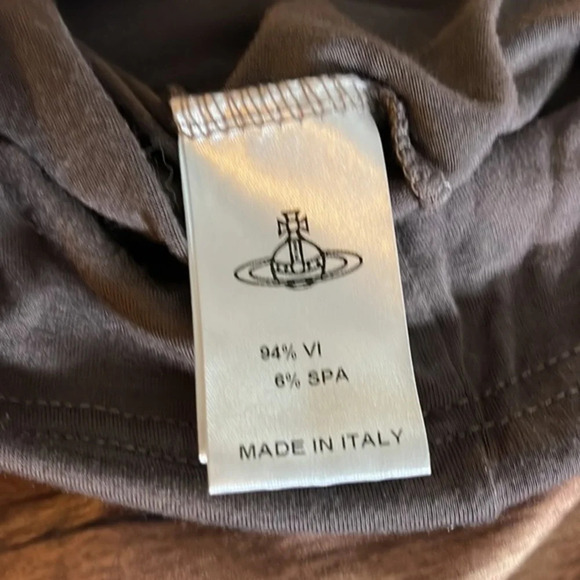 94% VI
6% SPA
MADE IN ITALY